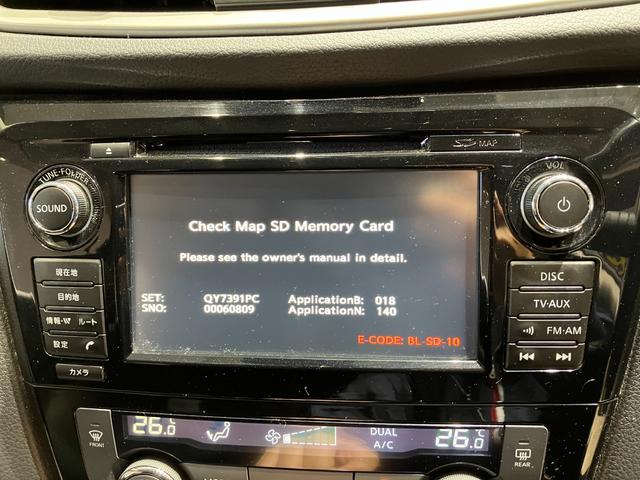 SD MAP
TUNE·FOLDER
VOL
SOUND
Check Map SD Memory Card
Please see the owner's manual in detail.
SET: QY7391PC ApplicationB: 018
SNO: 00060809 ApplicationN: 140
E-CODE: BL-SD-10
現在地
目的地
情報・VI ルート
設定
カメラ
DISC
TV·AUX
FM·AM
26.0
DUAL
A/C
26.0°C
FRONT
REAR